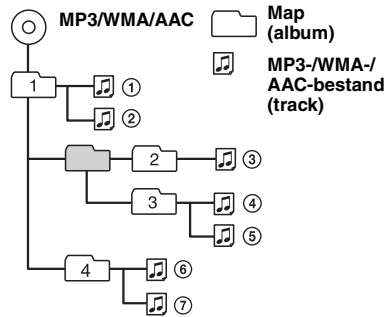 MP3/WMA/AAC
Map
(album)
MP3-/WMA-/
AAC-bestand
(track)
1
①
②
2
③
3
④
⑤
4
⑥
⑦